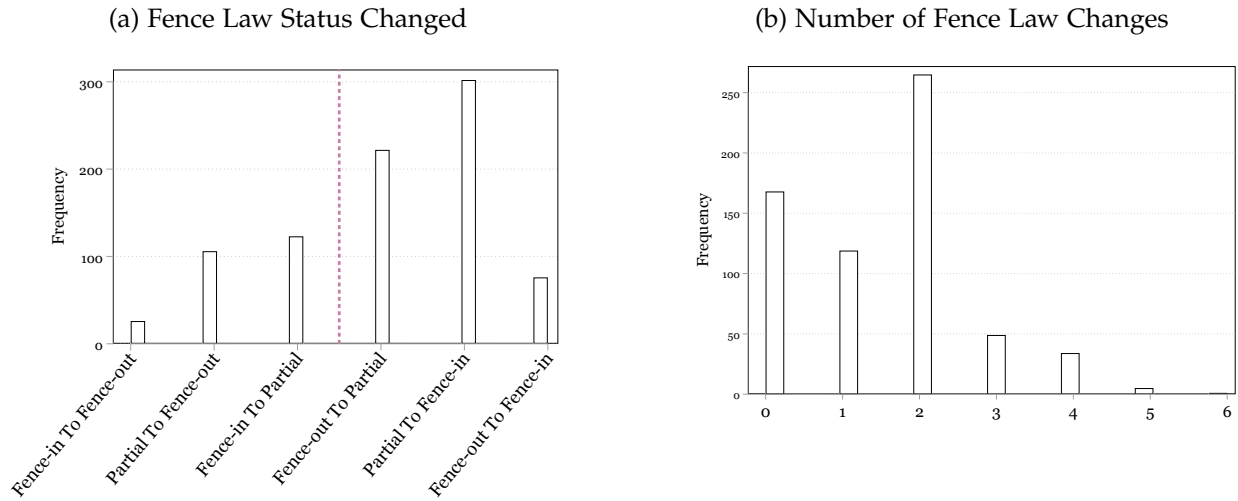 (a) Fence Law Status Changed
Frequency
300
200
100
0
Fence-in To Fence-out
Partial To Fence-out
Fence-in To Partial
Fence-out To Partial
Partial To Fence-in
Fence-out To Fence-in
(b) Number of Fence Law Changes
Frequency
250
200
150
100
50
0
0 1 2 3 4 5 6